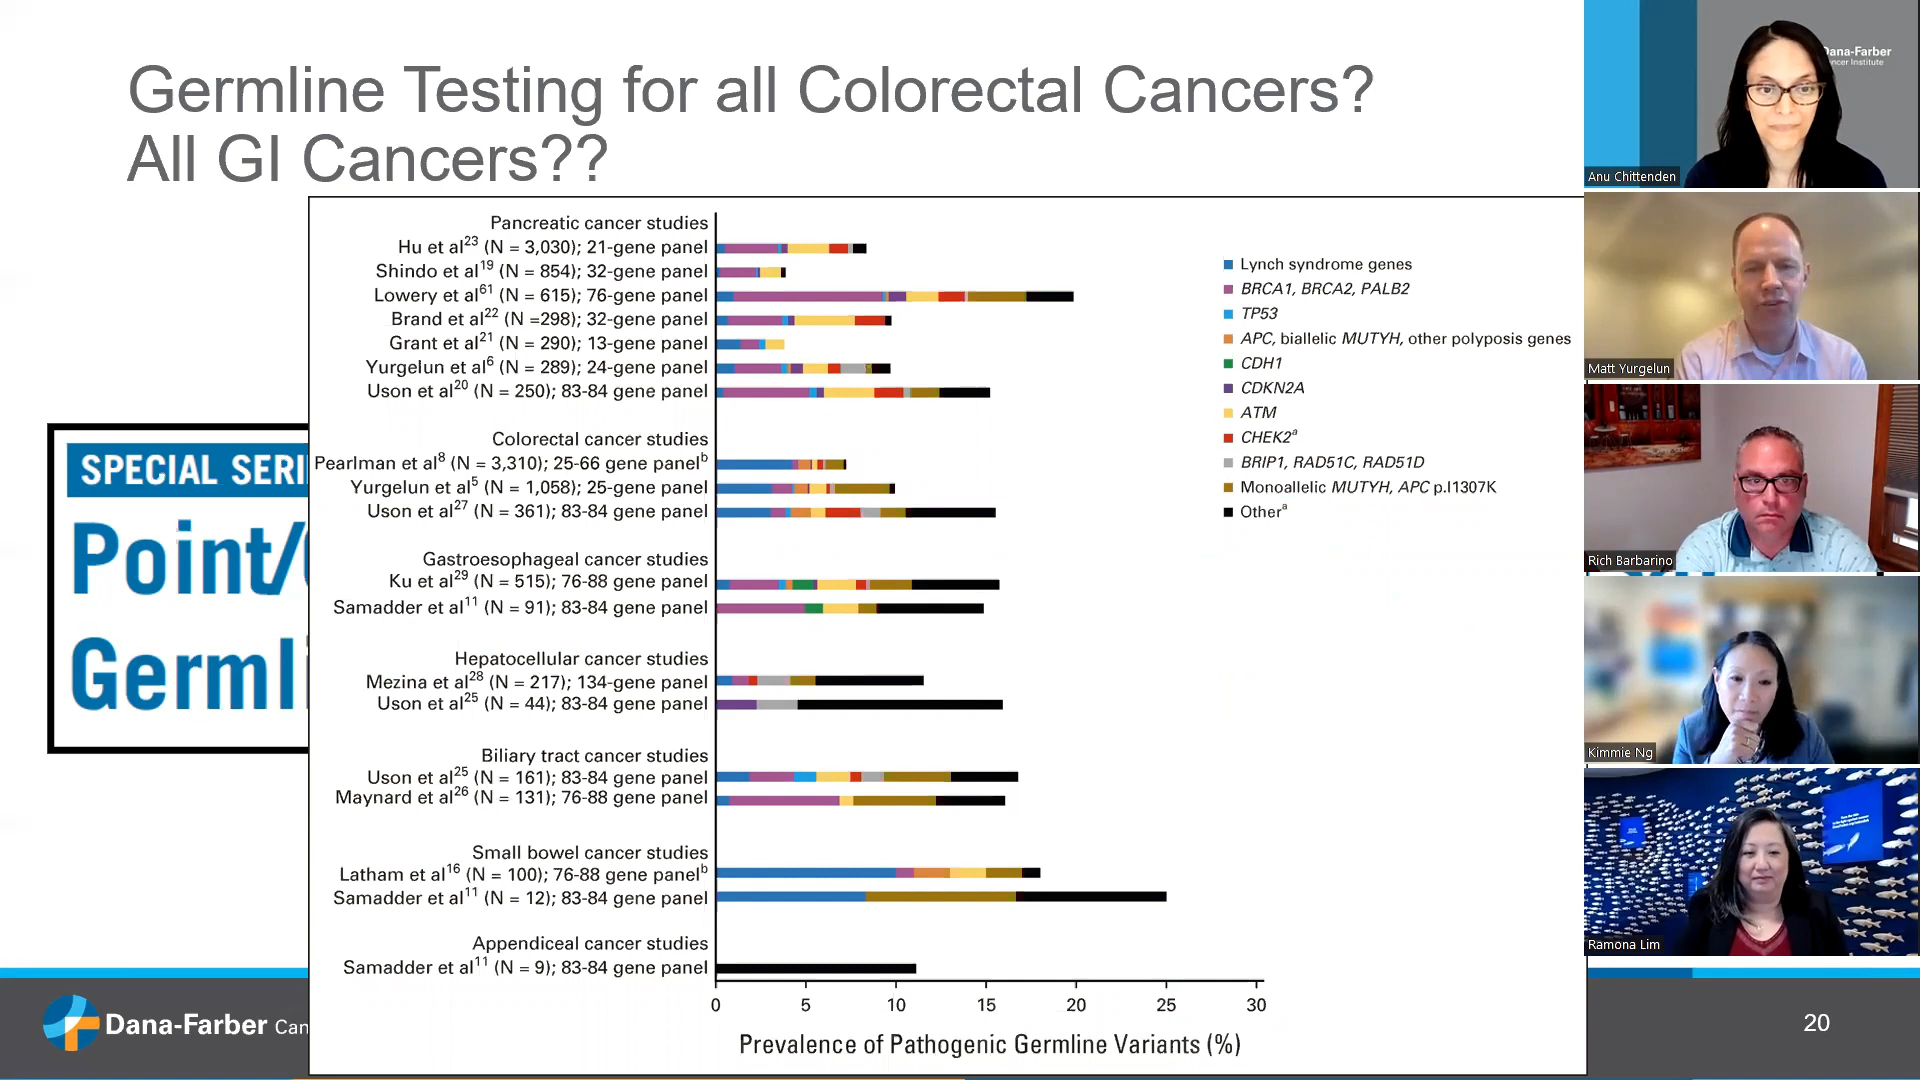 Germline Testing for all Colorectal Cancers?
All GI Cancers??
SPECIAL SERI
Point/
Germli
Pancreatic cancer studies
Hu et al23 (N = 3,030); 21-gene panel
Shindo et al19 (N = 854); 32-gene panel
Lowery et al61 (N = 615); 76-gene panel
Brand et al22 (N =298); 32-gene panel
Grant et al21 (N = 290); 13-gene panel
Yurgelun et al6 (N = 289); 24-gene panel
Uson et al20 (N = 250); 83-84 gene panel
Colorectal cancer studies
Pearlman et al8 (N = 3,310); 25-66 gene panelb
Yurgelun et al5 (N = 1,058); 25-gene panel
Uson et al27 (N = 361); 83-84 gene panel
Gastroesophageal cancer studies
Ku et al29 (N = 515); 76-88 gene panel
Samadder et al11 (N = 91); 83-84 gene panel
Hepatocellular cancer studies
Mezina et al28 (N = 217); 134-gene panel
Uson et al25 (N = 44); 83-84 gene panel
Biliary tract cancer studies
Uson et al25 (N = 161); 83-84 gene panel
Maynard et al26 (N = 131); 76-88 gene panel
Small bowel cancer studies
Latham et al16 (N = 100); 76-88 gene panelb
Samadder et al11 (N = 12); 83-84 gene panel
Appendiceal cancer studies
Samadder et al11 (N = 9); 83-84 gene panel
0 5 10 15 20 25 30
Prevalence of Pathogenic Germline Variants (%)
Lynch syndrome genes
BRCA1, BRCA2, PALB2
TP53
APC, biallelic MUTYH, other polyposis genes
CDH1
CDKN2A
ATM
CHEK2a
BRIP1, RAD51C, RAD51D
Monoallelic MUTYH, APC p.I1307K
Othera
Dana-Farber Can
20
Dana-Farber
ncer Institute
Anu Chittenden
Matt Yurgelun
Rich Barbarino
Kimmie Ng
Ramona Lim